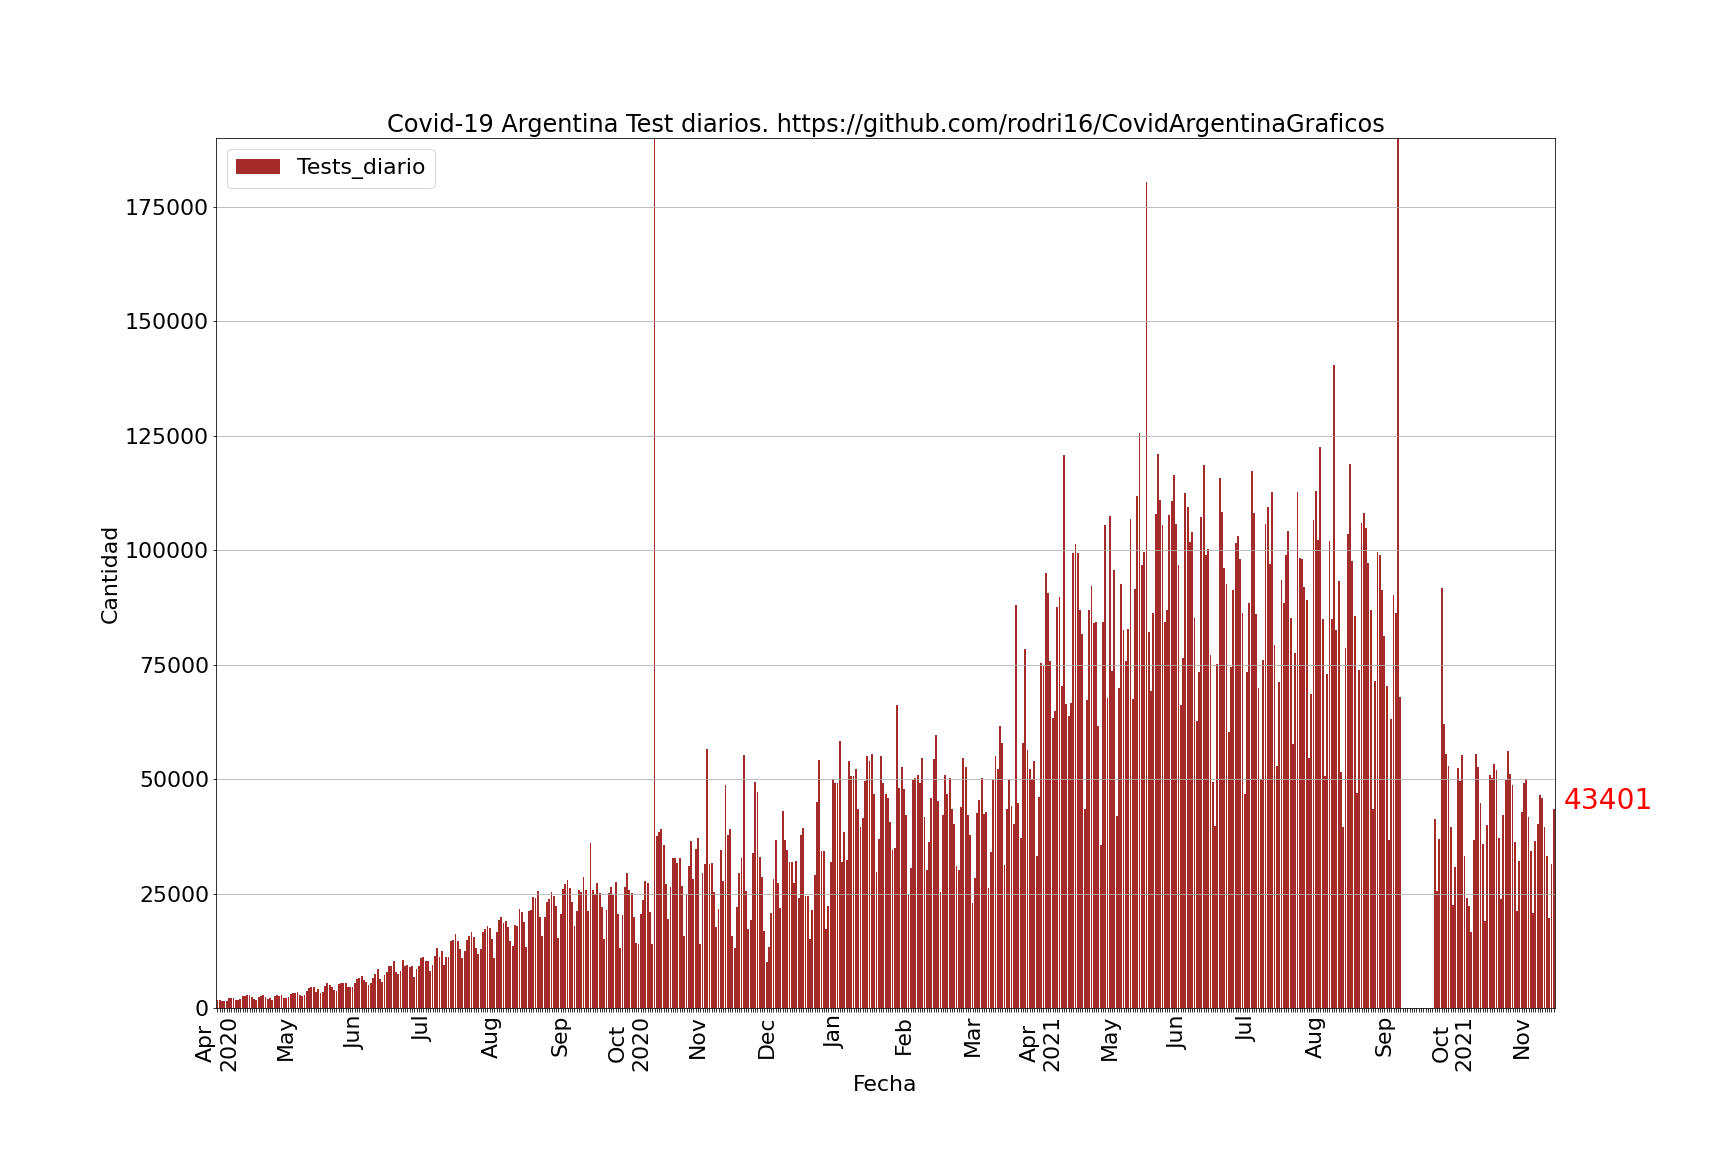 Covid-19 Argentina Test diarios. https://github.com/rodri16/CovidArgentinaGraficos
Tests_diario
175000
150000
125000
100000
75000
50000
25000
0
Cantidad
43401
Apr
2020
May
Jun
Jul
Aug
Sep
Oct
2020
Nov
Dec
Jan
Feb
Mar
Apr
2021
May
Jun
Jul
Aug
Sep
Oct
2021
Nov
Fecha